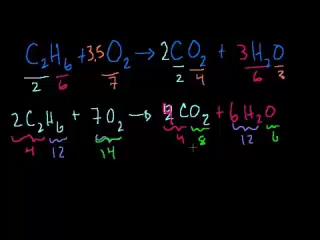 C₂H₆ + 3.5O₂ → 2CO₂ + 3H₂O
2 6 7 2 4 6 3
2C₂H₆ + 7O₂ → 4CO₂ + 6H₂O
4 12 14 4 8 12 6